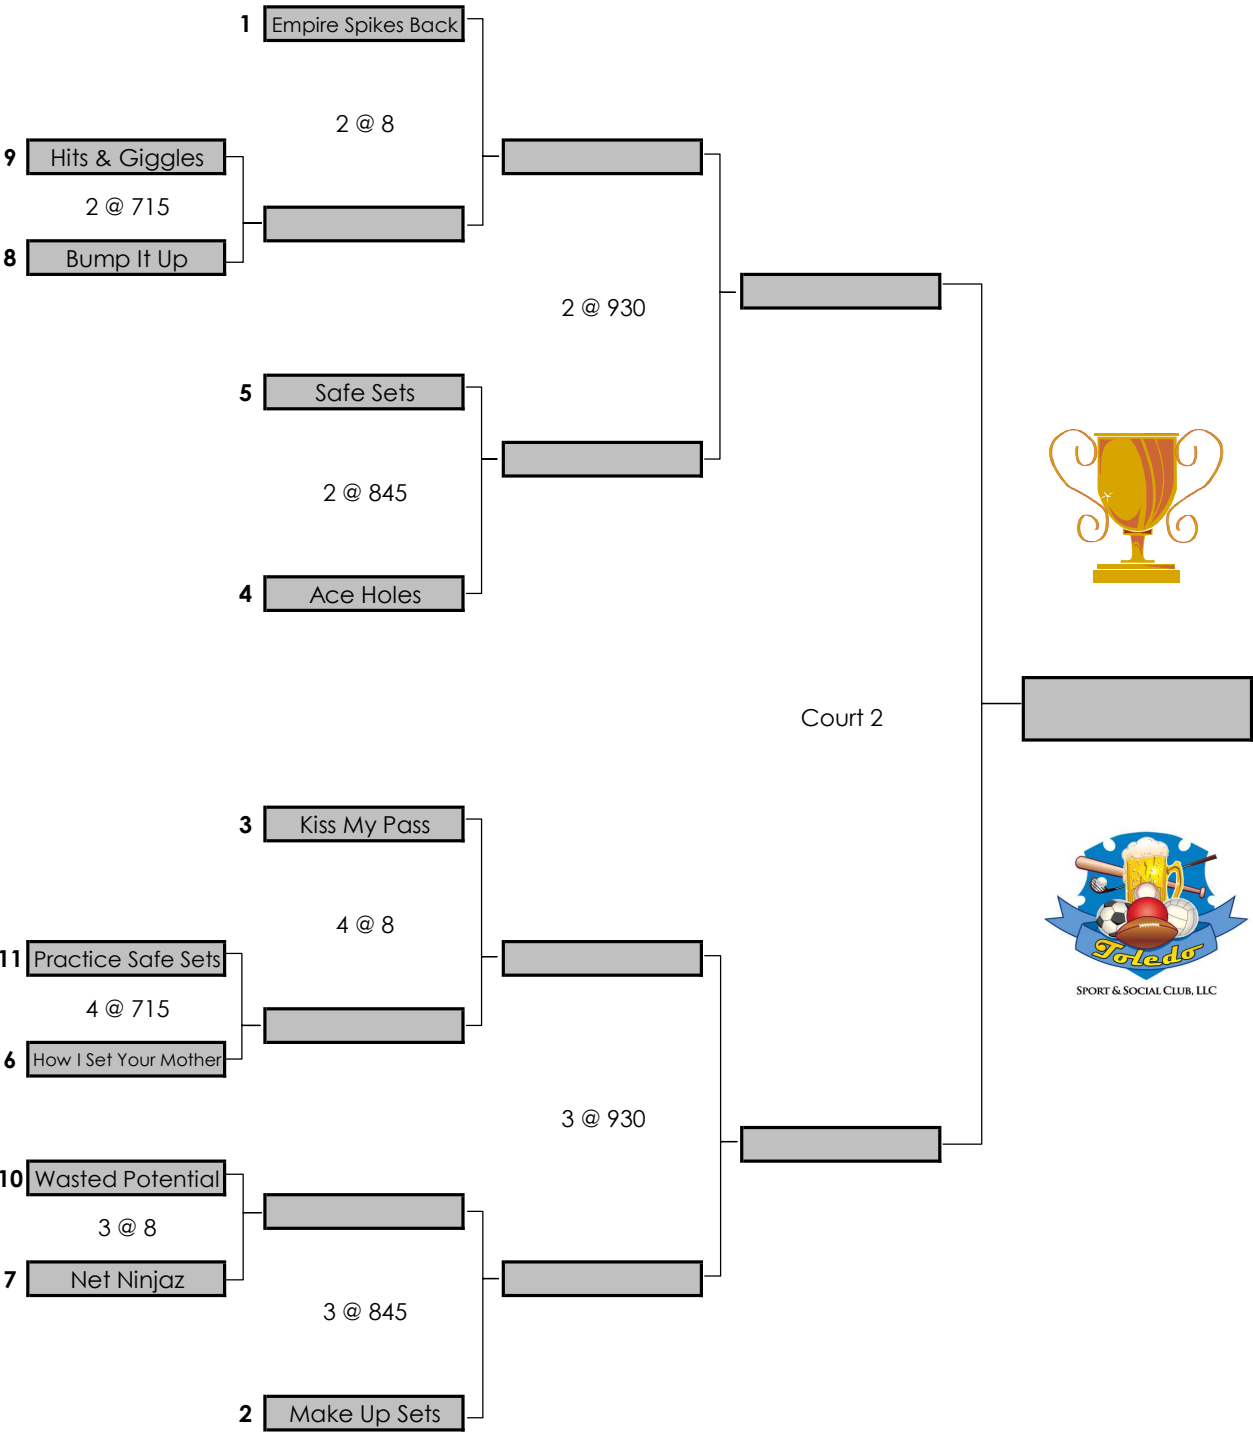 1 Empire Spikes Back
2 @ 8
9 Hits & Giggles
2 @ 715
8 Bump It Up
2 @ 930
5 Safe Sets
2 @ 845
4 Ace Holes
Court 2
3 Kiss My Pass
4 @ 8
11 Practice Safe Sets
4 @ 715
6 How I Set Your Mother
3 @ 930
10 Wasted Potential
3 @ 8
7 Net Ninjaz
3 @ 845
2 Make Up Sets
Toledo
SPORT & SOCIAL CLUB, LLC